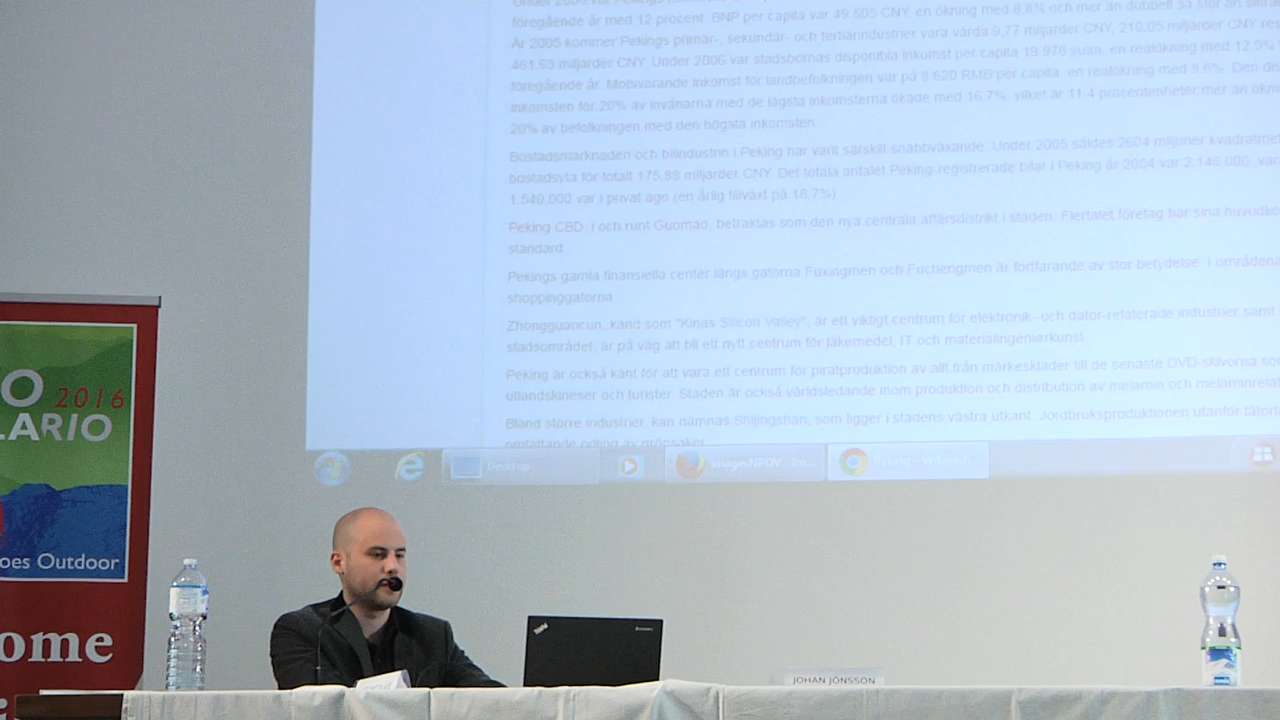 föregående år med 12 procent. BNP per capita var 49.505 CNY, en ökning med 8,8% och mer än dubbelt så stor än
År 2005 kommer Pekings primär-, sekundär- och tertiärindustrier vara värda 9,77 miljarder CNY, 210,05 miljarder CNY
461,63 miljarder CNY. Under 2006 var stadsbornas disponibla inkomst per capita 19.978 yuan, en realökning med 12,9%
föregående år. Motsvarande inkomst för landbefolkningen var på 8.620 RMB per capita, en realökning med 9,6%. Den
inkomsten för 20% av invånarna med de lägsta inkomsterna ökade med 16,7%, vilket är 11,4 procentenheter mer än
20% av befolkningen med den högsta inkomsten.
Bostadsmarknaden och bilindustrin i Peking har varit särskilt snabbväxande. Under 2005 såldes 2604 miljoner
bostadsyta för totalt 175,88 miljarder CNY. Det totala antalet Peking-registrerade bilar i Peking år 2004 var 2.146.000,
1.540.000 var i privat ägo (en årlig tillväxt på 18,7%)
Peking CBD, i och runt Guomao, betraktas som den nya centrala affärsdistrikt i staden. Flertalet företag har sina
standard.
Pekings gamla finansiella center längs gatorna Fuxingmen och Fuchengmen är fortfarande av stor betydelse. I områdena
shoppinggatorna.
Zhongguancun, känd som "Kinas Silicon Valley", är ett viktigt centrum för elektronik- och dator-relaterade industrier samt
stadsområdet, är på väg att bli ett nytt centrum för läkemedel, IT och materialingenjörkunst.
Peking är också känt för att vara ett centrum för piratproduktion av allt från märkeskläder till de senaste DVD-skivorna
utlandskineser och turister. Staden är också världsledande inom produktion och distribution av melamin och
Bland större industrier, kan nämnas Shijingshan, som ligger i stadens västra utkant. Jordbruksproduktionen utanför
omfattande odling av grönsaker
Desktop
ImagesNPOV - Im...
Peking - Wikiped...
O 2016
LARIO
oes Outdoor
ome
ThinkPad
lenovo
JOHAN JÖNSSON